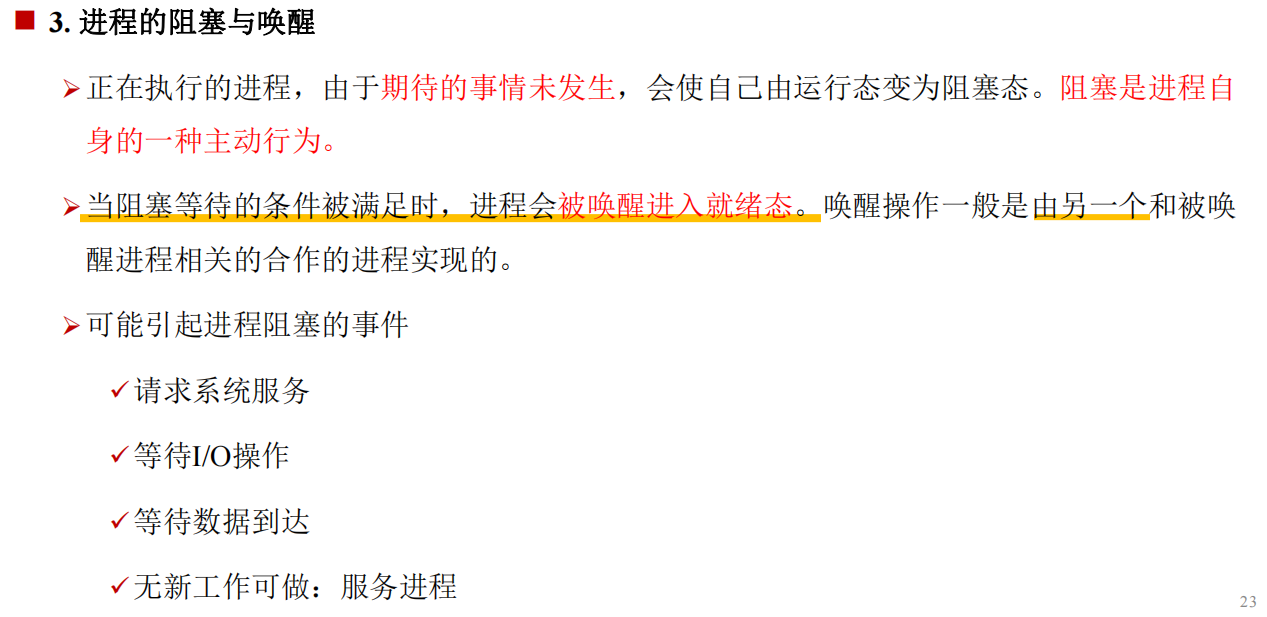 3. 进程的阻塞与唤醒
正在执行的进程，由于期待的事情未发生，会使自己由运行态变为阻塞态。阻塞是进程自
身的一种主动行为。
当阻塞等待的条件被满足时，进程会被唤醒进入就绪态。唤醒操作一般是由另一个和被唤
醒进程相关的合作的进程实现的。
可能引起进程阻塞的事件
请求系统服务
等待I/O操作
等待数据到达
无新工作可做：服务进程
23